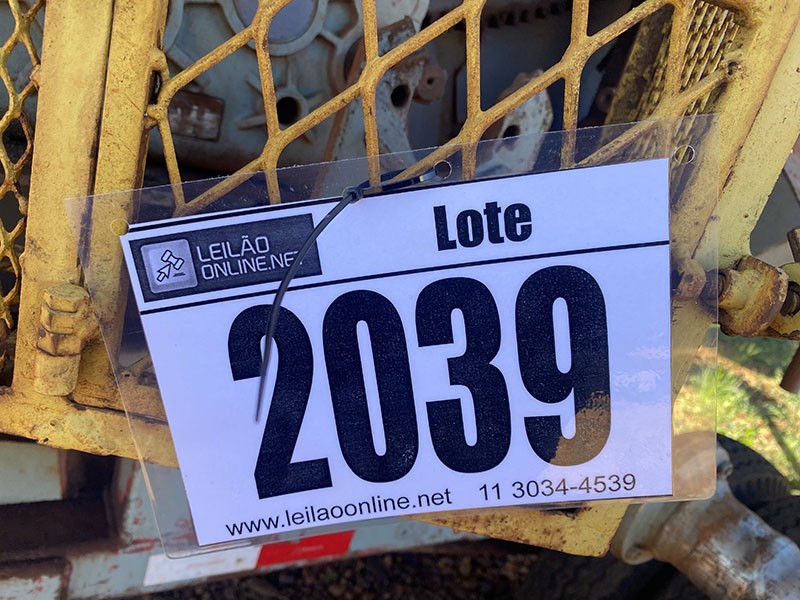 LEILÃO
ONLINE.NET
Lote
2039
www.leilaoonline.net 11 3034-4539